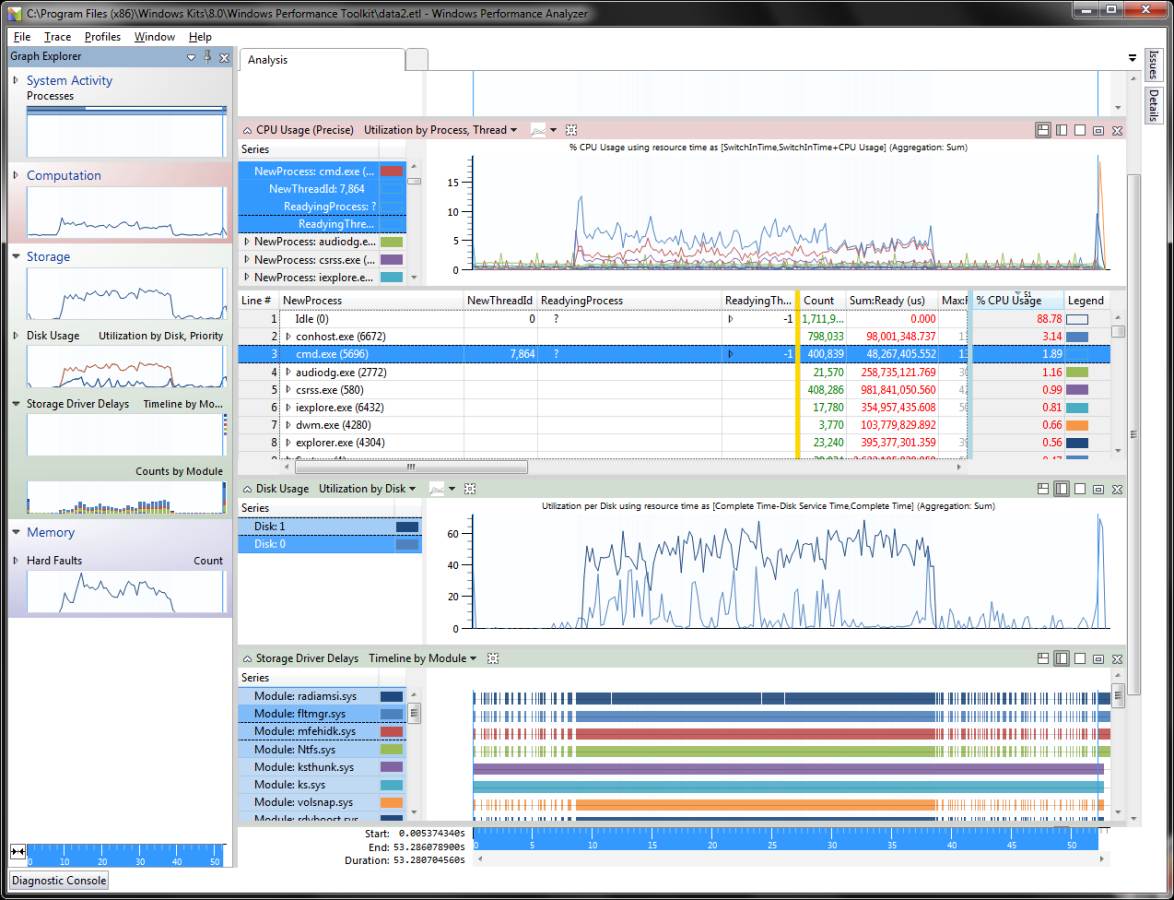 C:\Program Files (x86)\Windows Kits\8.0\Windows Performance Toolkit\data2.etl - Windows Performance Analyzer
File Trace Profiles Window Help
Graph Explorer
System Activity
Processes
Computation
Storage
Disk Usage Utilization by Disk, Priority
Storage Driver Delays Timeline by Mo...
Counts by Module
Memory
Hard Faults Count
0 10 20 30 40 50
Diagnostic Console
Analysis
Issues
Details
CPU Usage (Precise) Utilization by Process, Thread
Series
NewProcess: cmd.exe (...
NewThreadId: 7,864
ReadyingProcess: ?
ReadyingThre...
NewProcess: audiodg.e...
NewProcess: csrss.exe (...
NewProcess: iexplore.e...
% CPU Usage using resource time as [SwitchInTime,SwitchInTime+CPU Usage] (Aggregation: Sum)
15
10
5
0
Line # NewProcess NewThreadId ReadyingProcess ReadyingTh... Count Sum:Ready (us) % CPU Usage Legend
1 Idle (0) 0 ? -1 1,711,9... 0.000 88.78
2 conhost.exe (6672) 798,033 98,001,348.737 3.14
3 cmd.exe (5696) 7,864 ? -1 400,839 48,267,405.552 1.89
4 audiodg.exe (2772) 21,570 258,735,121.769 1.16
5 csrss.exe (580) 408,286 981,841,050.560 0.99
6 iexplore.exe (6432) 17,780 354,957,435.608 0.81
7 dwm.exe (4280) 3,770 103,779,829.892 0.66
8 explorer.exe (4304) 23,240 395,377,301.359 0.56
Disk Usage Utilization by Disk
Series
Disk: 1
Disk: 0
Utilization per Disk using resource time as [Complete Time-Disk Service Time,Complete Time] (Aggregation: Sum)
60
40
20
0
Storage Driver Delays Timeline by Module
Series
Module: radiamsi.sys
Module: fltmgr.sys
Module: mfehidk.sys
Module: Ntfs.sys
Module: ksthunk.sys
Module: ks.sys
Module: volsnap.sys
Module: rdyboost.sys
Start: 0.005374340s
End: 53.286078900s
Duration: 53.280704560s
0 5 10 15 20 25 30 35 40 45 50